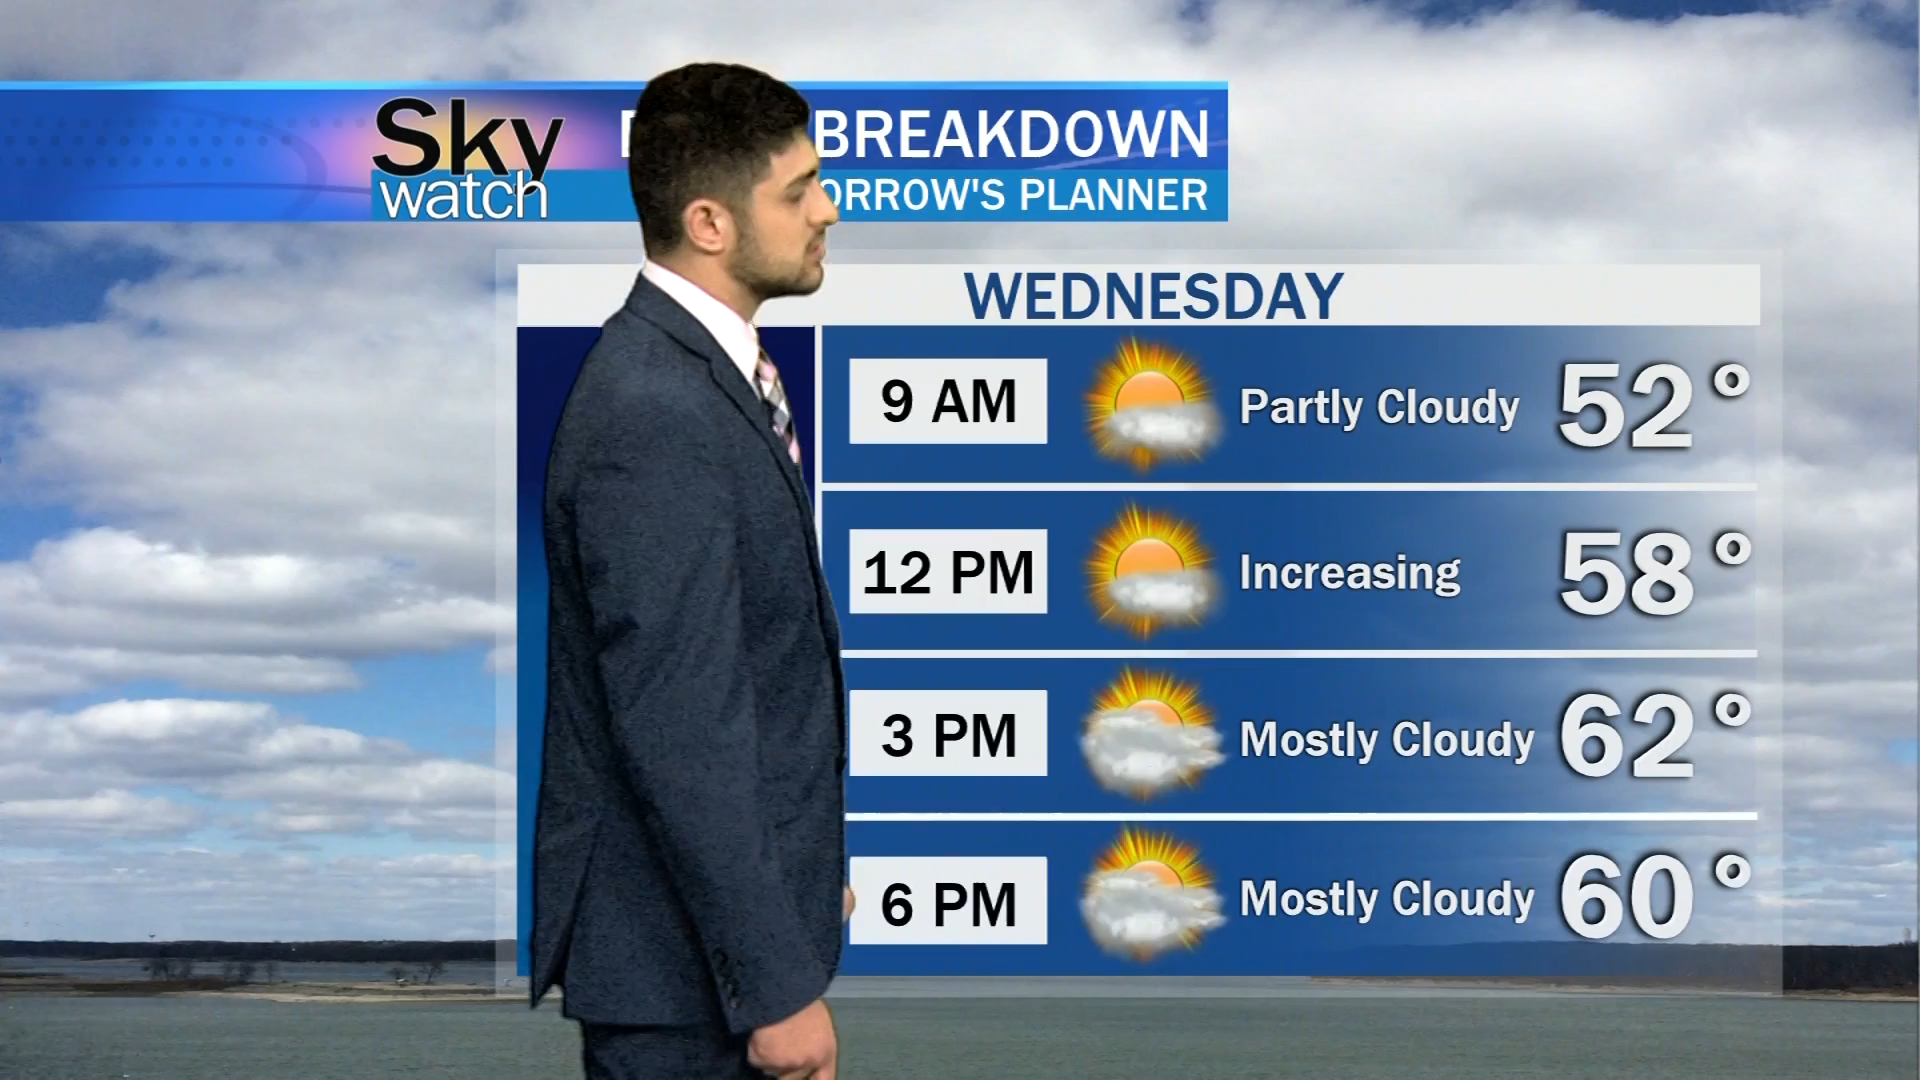 Sky
watch
BREAKDOWN
PLANNER
WEDNESDAY
9 AM
Partly Cloudy
52°
12 PM
Increasing
58°
3 PM
Mostly Cloudy
62°
6 PM
Mostly Cloudy
60°